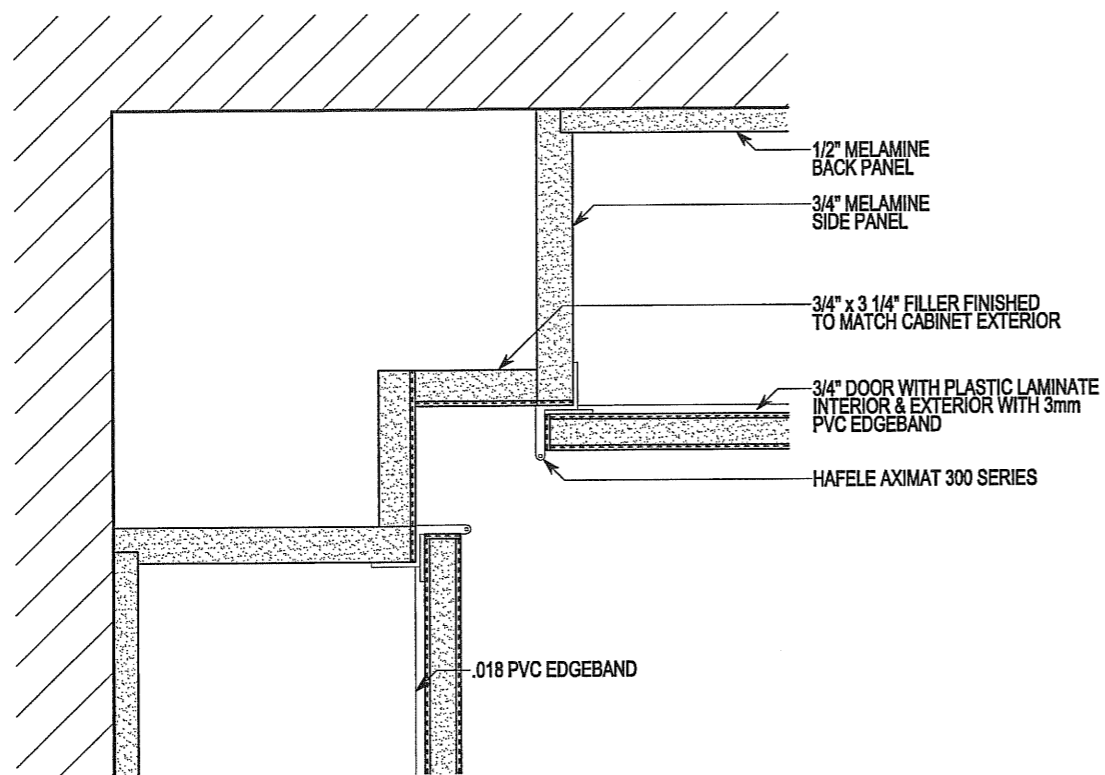 1/2" MELAMINE
BACK PANEL
3/4" MELAMINE
SIDE PANEL
3/4" x 3 1/4" FILLER FINISHED
TO MATCH CABINET EXTERIOR
3/4" DOOR WITH PLASTIC LAMINATE
INTERIOR & EXTERIOR WITH 3mm
PVC EDGEBAND
HAFELE AXIMAT 300 SERIES
.018 PVC EDGEBAND